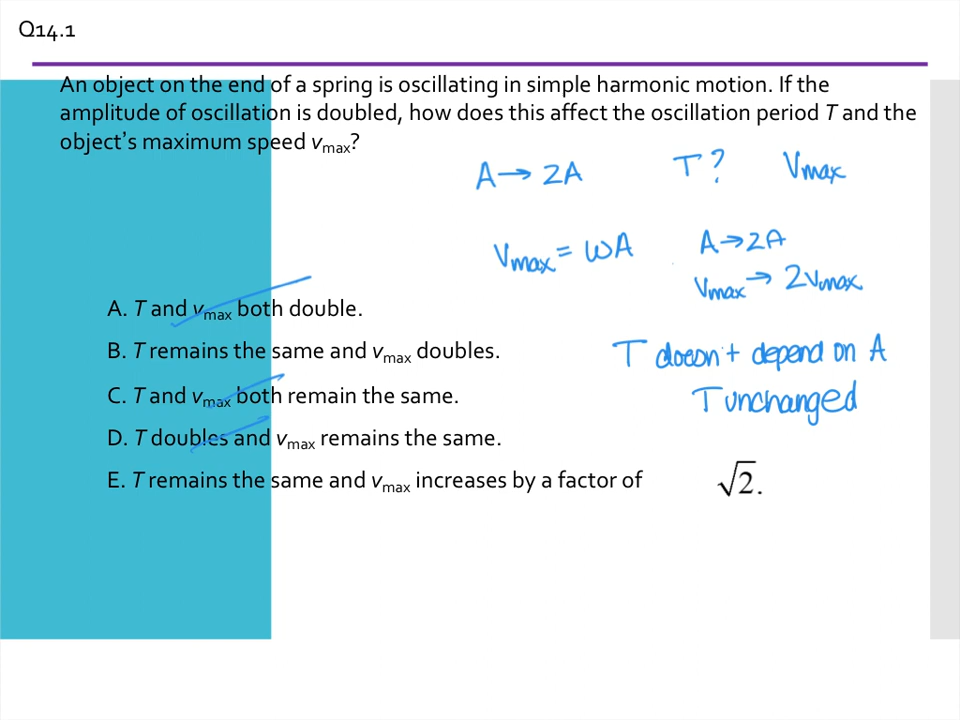 Q14.1
An object on the end of a spring is oscillating in simple harmonic motion. If the
amplitude of oscillation is doubled, how does this affect the oscillation period T and the
object’s maximum speed vmax?
A → 2A T? Vmax
Vmax = ωA A → 2A
Vmax → 2Vmax
A. T and vmax both double.
B. T remains the same and vmax doubles.
T doesn't depend on A
C. T and vmax both remain the same.
T unchanged
D. T doubles and vmax remains the same.
E. T remains the same and vmax increases by a factor of √2.